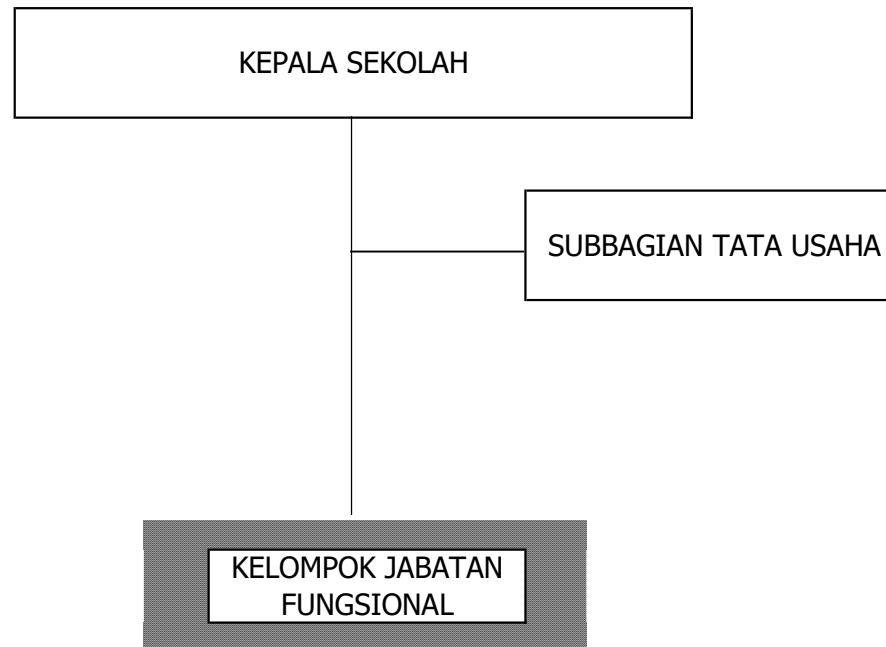 KEPALA SEKOLAH
SUBBAGIAN TATA USAHA
KELOMPOK JABATAN
FUNGSIONAL